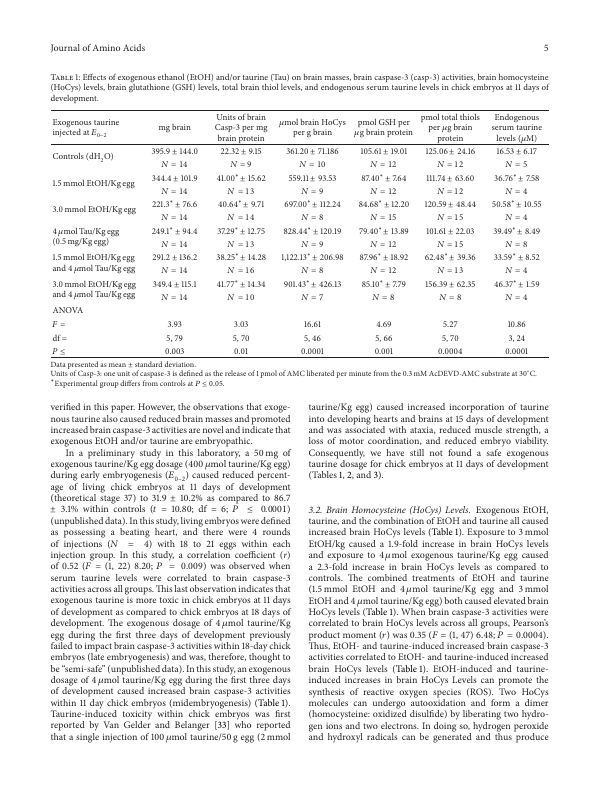 Journal of Amino Acids
5
Table 1: Effects of exogenous ethanol (EtOH) and/or taurine (Tau) on brain masses, brain caspase-3 (casp-3) activities, brain homocysteine
(HoCys) levels, brain glutathione (GSH) levels, total brain thiol levels, and endogenous serum taurine levels in chick embryos at 11 days of
development.
Exogenous taurine injected at E0–2 | mg brain | Units of brain Casp-3 per mg brain protein | μmol brain HoCys per g brain | pmol GSH per μg brain protein | pmol total thiols per μg brain protein | Endogenous serum taurine levels (μM)
Controls (dH2O) 395.9 ± 144.0 22.32 ± 9.15 361.20 ± 71.186 105.61 ± 19.01 125.06 ± 24.16 16.53 ± 6.17
N = 14 N = 9 N = 10 N = 12 N = 12 N = 5
1.5 mmol EtOH/Kg egg 344.4 ± 101.9 41.00* ± 15.62 559.11 ± 93.53 87.40* ± 7.64 111.74 ± 63.60 36.76* ± 7.58
N = 14 N = 13 N = 9 N = 12 N = 12 N = 4
3.0 mmol EtOH/Kg egg 221.3* ± 76.6 40.64* ± 9.71 697.00* ± 112.24 84.68* ± 12.20 120.59 ± 48.44 50.58* ± 10.55
N = 14 N = 14 N = 8 N = 15 N = 15 N = 4
4 μmol Tau/Kg egg 249.1* ± 94.4 37.29* ± 12.75 828.44* ± 120.19 79.40* ± 13.89 101.61 ± 22.03 39.49* ± 8.49
(0.5 mg/Kg egg) N = 14 N = 13 N = 9 N = 12 N = 15 N = 8
1.5 mmol EtOH/Kg egg 291.2 ± 136.2 38.25* ± 14.28 1,122.13* ± 206.98 87.96* ± 18.92 62.48* ± 39.36 33.59* ± 8.52
and 4 μmol Tau/Kg egg N = 14 N = 16 N = 8 N = 12 N = 13 N = 4
3.0 mmol EtOH/Kg egg 349.4 ± 115.1 41.77* ± 14.34 901.43* ± 426.13 85.10* ± 7.79 156.39 ± 62.35 46.37* ± 1.59
and 4 μmol Tau/Kg egg N = 14 N = 10 N = 7 N = 8 N = 8 N = 4
ANOVA
F = 3.93 3.03 16.61 4.69 5.27 10.86
df = 5, 79 5, 70 5, 46 5, 66 5, 70 3, 24
P ≤ 0.003 0.01 0.0001 0.001 0.0004 0.0001
Data presented as mean ± standard deviation.
Units of Casp-3: one unit of caspase-3 is defined as the release of 1 pmol of AMC liberated per minute from the 0.3 mM AcDEVD-AMC substrate at 30°C.
*Experimental group differs from controls at P ≤ 0.05.
verified in this paper. However, the observations that exoge-
nous taurine also caused reduced brain masses and promoted
increased brain caspase-3 activities are novel and indicate that
exogenous EtOH and/or taurine are embryopathic.
In a preliminary study in this laboratory, a 50 mg of
exogenous taurine/Kg egg dosage (400 μmol taurine/Kg egg)
during early embryogenesis (E0–2) caused reduced percent-
age of living chick embryos at 11 days of development
(theoretical stage 37) to 31.9 ± 10.2% as compared to 86.7
± 3.1% within controls (t = 10.80; df = 6; P ≤ 0.0001)
(unpublished data). In this study, living embryos were defined
as possessing a beating heart, and there were 4 rounds
of injections (N = 4) with 18 to 21 eggs within each
injection group. In this study, a correlation coefficient (r)
of 0.52 (F = (1, 22) 8.20; P = 0.009) was observed when
serum taurine levels were correlated to brain caspase-3
activities across all groups. This last observation indicates that
exogenous taurine is more toxic in chick embryos at 11 days
of development as compared to chick embryos at 18 days of
development. The exogenous dosage of 4 μmol taurine/Kg
egg during the first three days of development previously
failed to impact brain caspase-3 activities within 18-day chick
embryos (late embryogenesis) and was, therefore, thought to
be “semi-safe” (unpublished data). In this study, an exogenous
dosage of 4 μmol taurine/Kg egg during the first three days
of development caused increased brain caspase-3 activities
within 11 day chick embryos (midembryogenesis) (Table 1).
Taurine-induced toxicity within chick embryos was first
reported by Van Gelder and Belanger [33] who reported
that a single injection of 100 μmol taurine/50 g egg (2 mmol
taurine/Kg egg) caused increased incorporation of taurine
into developing hearts and brains at 15 days of development
and was associated with ataxia, reduced muscle strength, a
loss of motor coordination, and reduced embryo viability.
Consequently, we have still not found a safe exogenous
taurine dosage for chick embryos at 11 days of development
(Tables 1, 2, and 3).
3.2. Brain Homocysteine (HoCys) Levels. Exogenous EtOH,
taurine, and the combination of EtOH and taurine all caused
increased brain HoCys levels (Table 1). Exposure to 3 mmol
EtOH/kg caused a 1.9-fold increase in brain HoCys levels
and exposure to 4 μmol exogenous taurine/Kg egg caused
a 2.3-fold increase in brain HoCys levels as compared to
controls. The combined treatments of EtOH and taurine
(1.5 mmol EtOH and 4 μmol taurine/Kg egg and 3 mmol
EtOH and 4 μmol taurine/Kg egg) both caused elevated brain
HoCys levels (Table 1). When brain caspase-3 activities were
correlated to brain HoCys levels across all groups, Pearson’s
product moment (r) was 0.35 (F = (1, 47) 6.48; P = 0.0004).
Thus, EtOH- and taurine-induced increased brain caspase-3
activities correlated to EtOH- and taurine-induced increased
brain HoCys levels (Table 1). EtOH-induced and taurine-
induced increases in brain HoCys Levels can promote the
synthesis of reactive oxygen species (ROS). Two HoCys
molecules can undergo autooxidation and form a dimer
(homocysteine: oxidized disulfide) by liberating two hydro-
gen ions and two electrons. In doing so, hydrogen peroxide
and hydroxyl radicals can be generated and thus produce